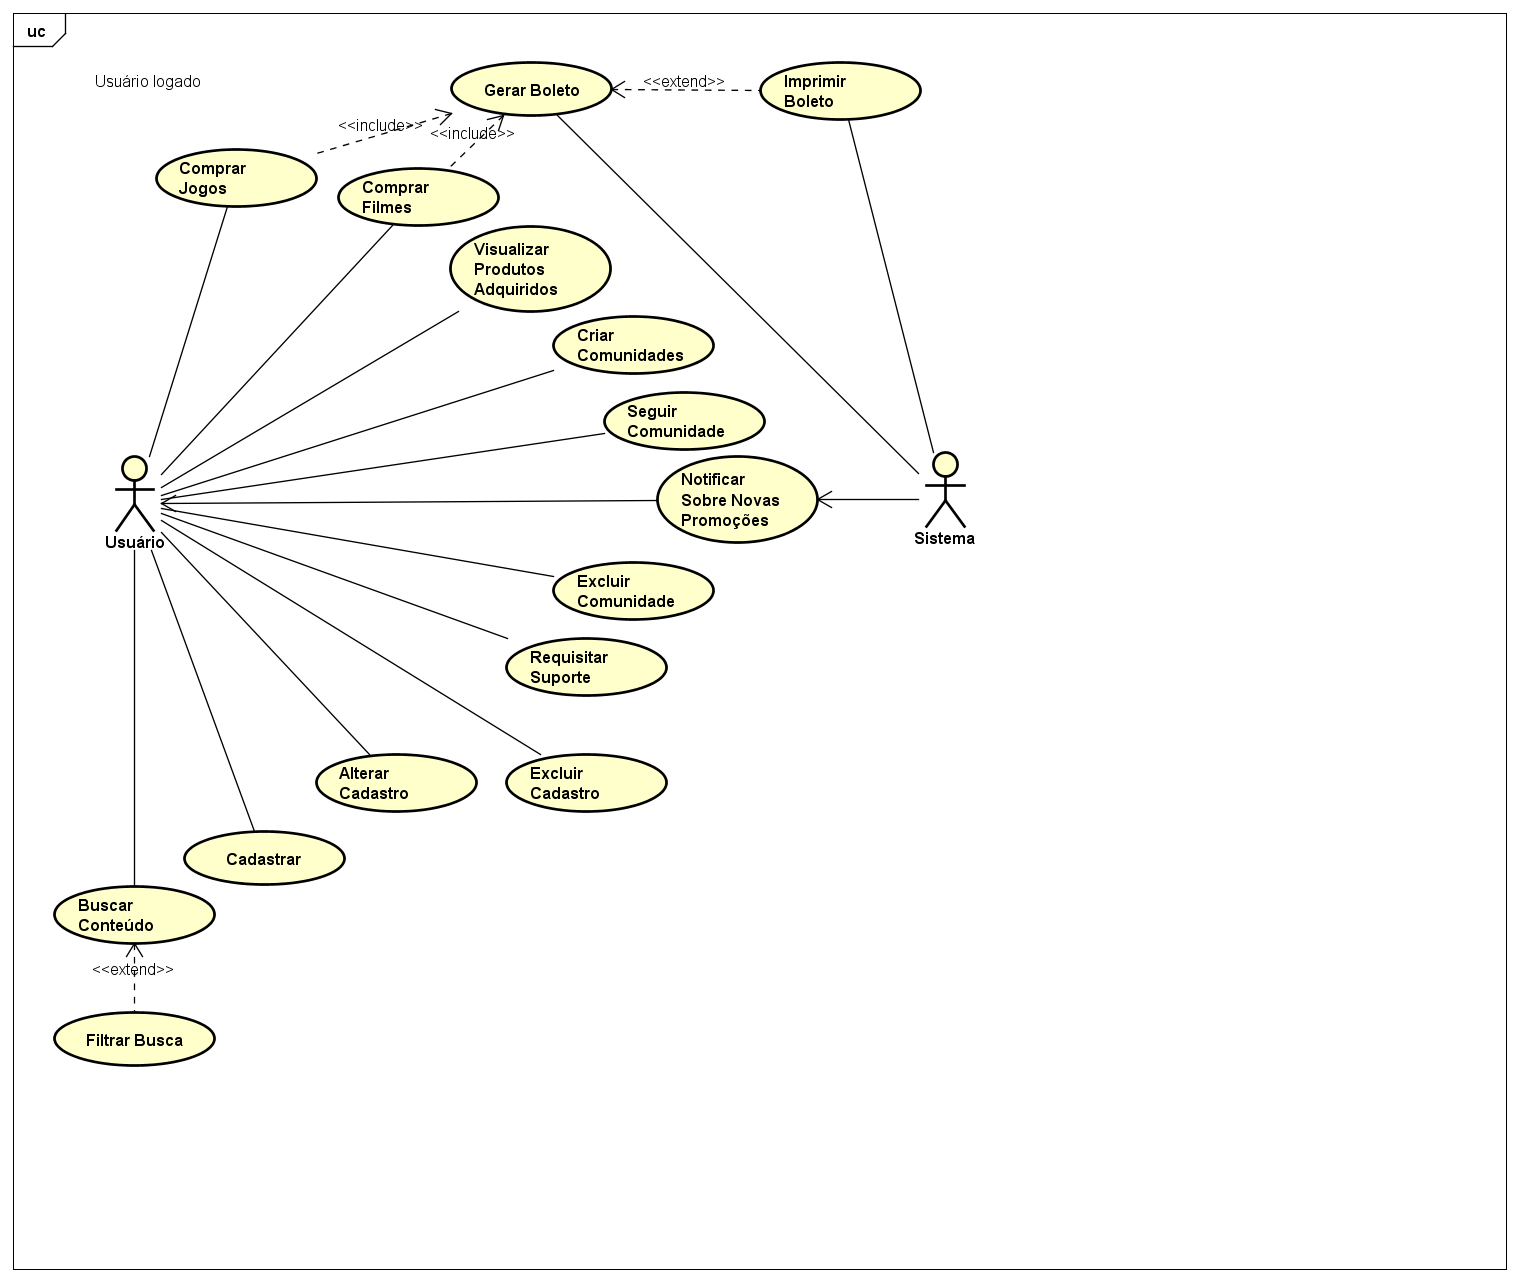 uc
Usuário logado
Gerar Boleto
<<extend>>
Imprimir
Boleto
<<include>>
<<include>>
Comprar
Jogos
Comprar
Filmes
Visualizar
Produtos
Adquiridos
Criar
Comunidades
Seguir
Comunidade
Notificar
Sobre Novas
Promoções
Usuário
Sistema
Excluir
Comunidade
Requisitar
Suporte
Alterar
Cadastro
Excluir
Cadastro
Cadastrar
Buscar
Conteúdo
<<extend>>
Filtrar Busca